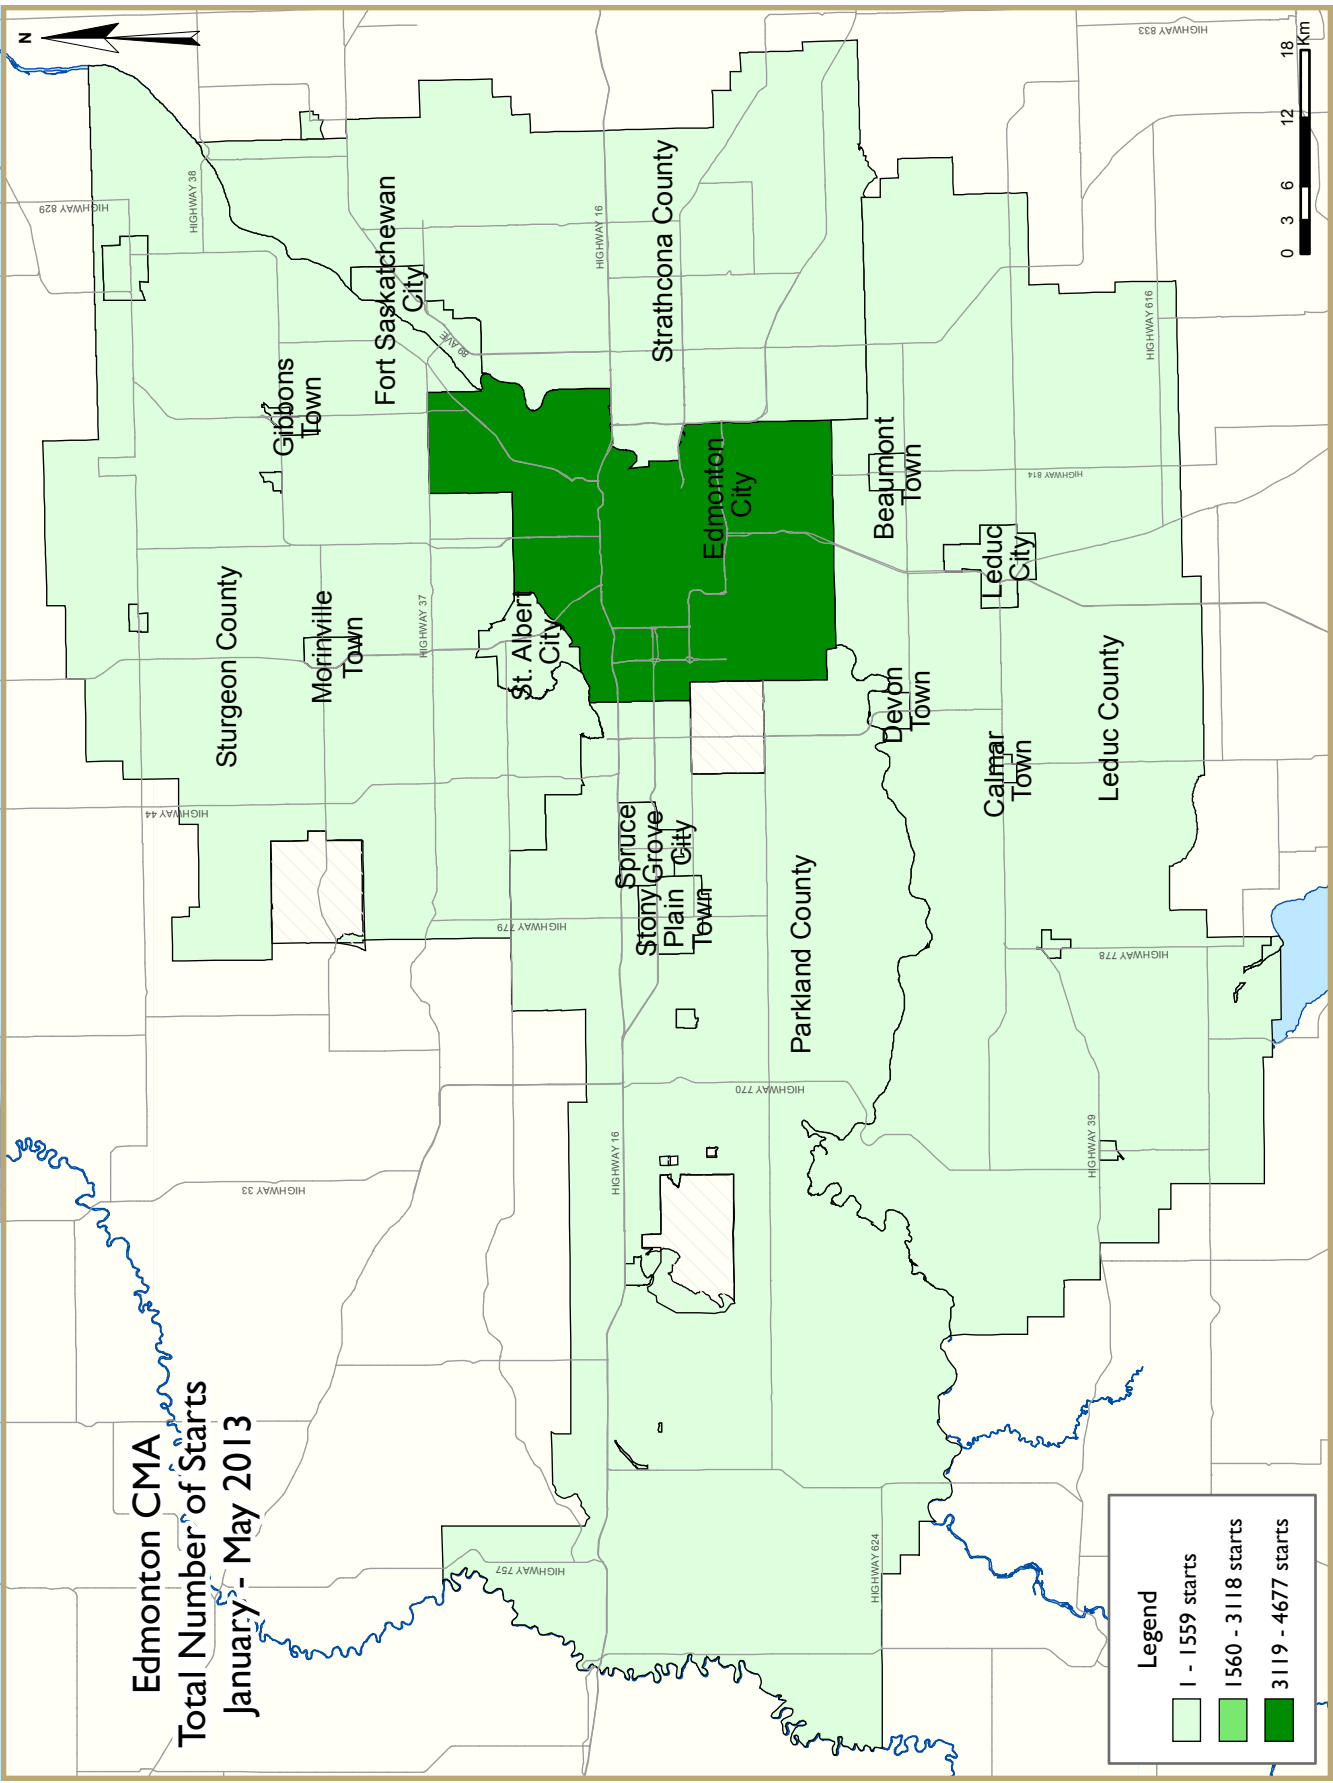 Edmonton CMA
Total Number of Starts
January - May 2013
N
HIGHWAY 829
HIGHWAY 38
HIGHWAY 833
HIGHWAY 44
Sturgeon County
Gibbons
Town
Morinville
Town
Fort Saskatchewan
City
HIGHWAY 37
89 AVE
HIGHWAY 33
HIGHWAY 779
St. Albert
City
HIGHWAY 757
HIGHWAY 16
HIGHWAY 16
Strathcona County
Spruce
Grove
City
Stony
Plain
Town
Edmonton
City
HIGHWAY 770
Parkland County
HIGHWAY 624
Devon
Town
Beaumont
Town
Calmar
Town
Leduc
City
HIGHWAY 814
HIGHWAY 39
HIGHWAY 778
Leduc County
HIGHWAY 616
Legend
1 - 1559 starts
1560 - 3118 starts
3119 - 4677 starts
0 3 6 12 18
Km